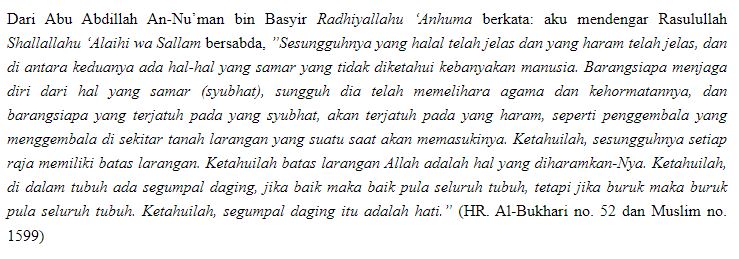 Dari Abu Abdillah An-Nu’man bin Basyir Radhiyallahu ‘Anhuma berkata: aku mendengar Rasulullah
Shallallahu ‘Alaihi wa Sallam bersabda, ”Sesungguhnya yang halal telah jelas dan yang haram telah jelas, dan
di antara keduanya ada hal-hal yang samar yang tidak diketahui kebanyakan manusia. Barangsiapa menjaga
diri dari hal yang samar (syubhat), sungguh dia telah memelihara agama dan kehormatannya, dan
barangsiapa yang terjatuh pada yang syubhat, akan terjatuh pada yang haram, seperti penggembala yang
menggembala di sekitar tanah larangan yang suatu saat akan memasukinya. Ketahuilah, sesungguhnya setiap
raja memiliki batas larangan. Ketahuilah batas larangan Allah adalah hal yang diharamkan-Nya. Ketahuilah,
di dalam tubuh ada segumpal daging, jika baik maka baik pula seluruh tubuh, tetapi jika buruk maka buruk
pula seluruh tubuh. Ketahuilah, segumpal daging itu adalah hati.” (HR. Al-Bukhari no. 52 dan Muslim no.
1599)